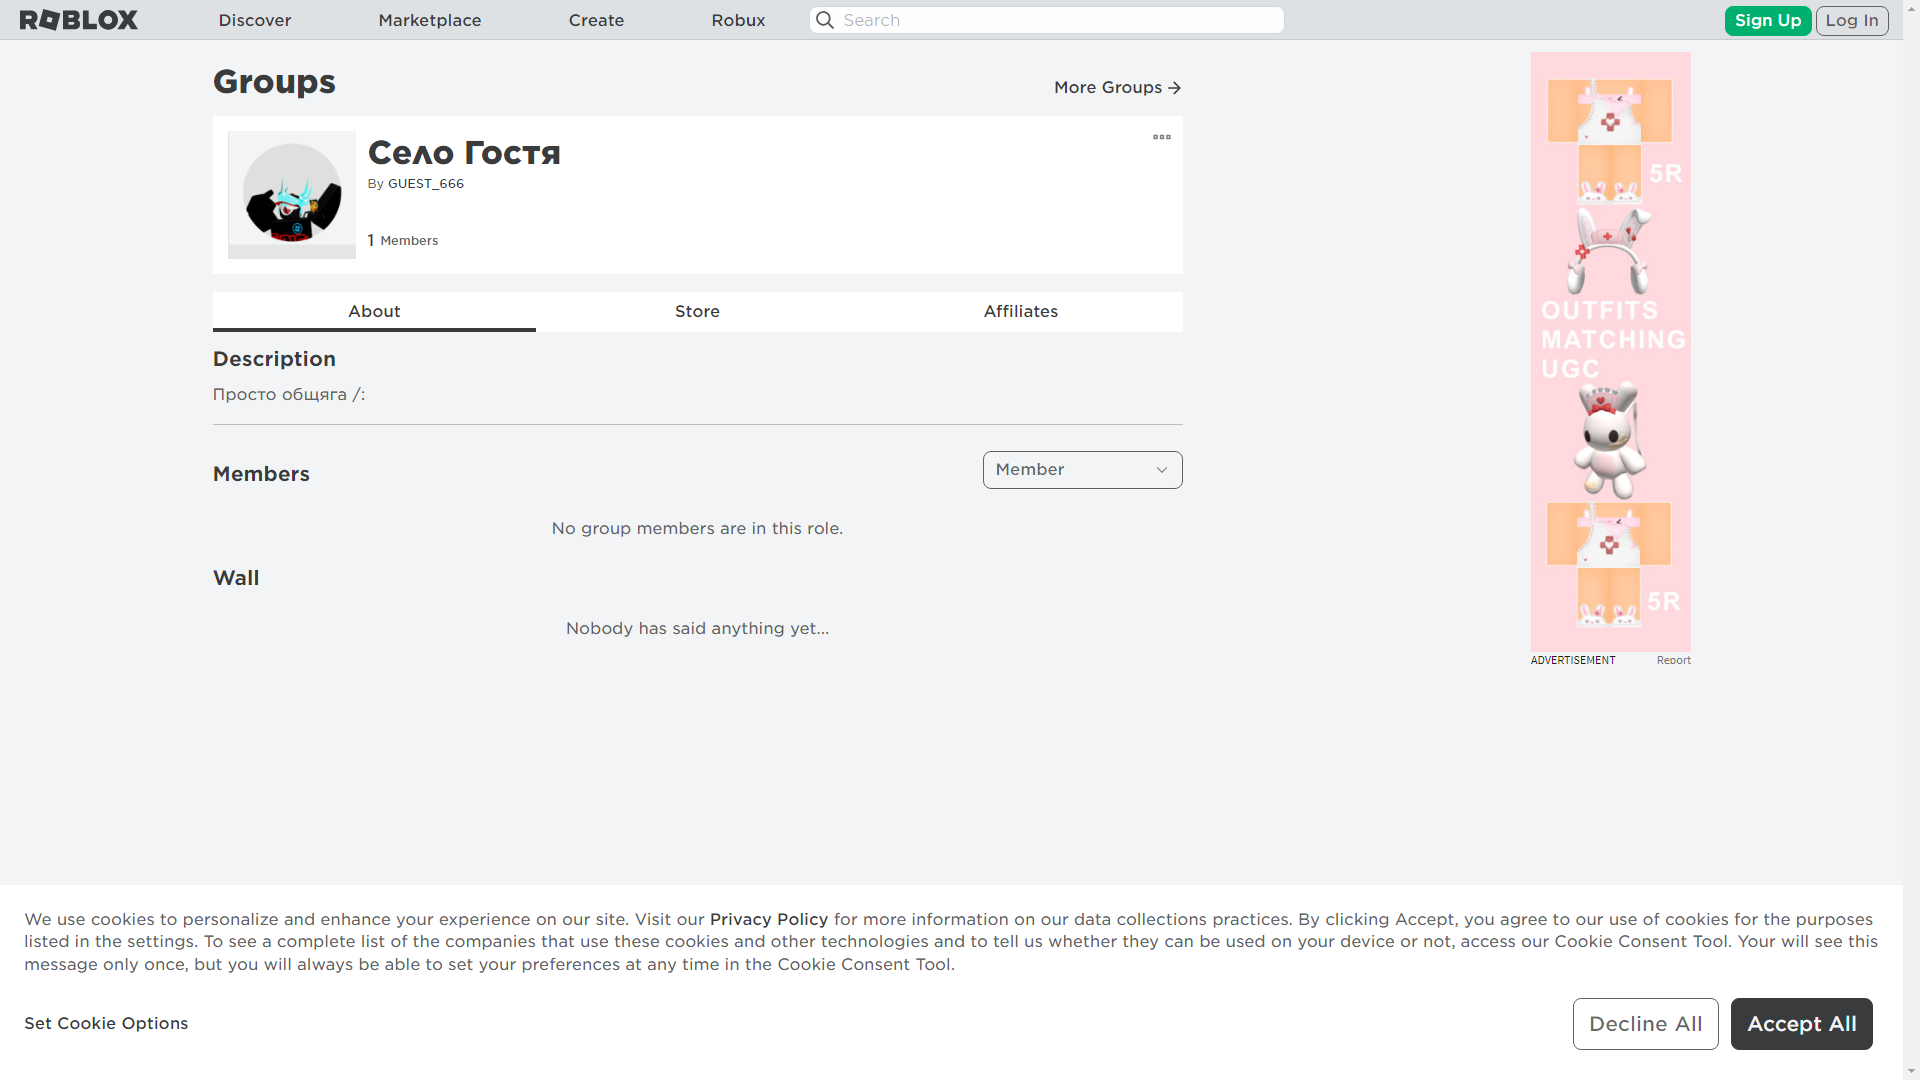 ROBLOX
Discover
Marketplace
Create
Robux
Search
Sign Up
Log In
Groups
More Groups
Село Гостя
By GUEST_666
1 Members
About
Store
Affiliates
Description
Просто общяга /:
Members
Member
No group members are in this role.
Wall
Nobody has said anything yet...
5R
OUTFITS
MATCHING
UGC
5R
ADVERTISEMENT
Report
We use cookies to personalize and enhance your experience on our site. Visit our Privacy Policy for more information on our data collections practices. By clicking Accept, you agree to our use of cookies for the purposes
listed in the settings. To see a complete list of the companies that use these cookies and other technologies and to tell us whether they can be used on your device or not, access our Cookie Consent Tool. Your will see this
message only once, but you will always be able to set your preferences at any time in the Cookie Consent Tool.
Set Cookie Options
Decline All
Accept All